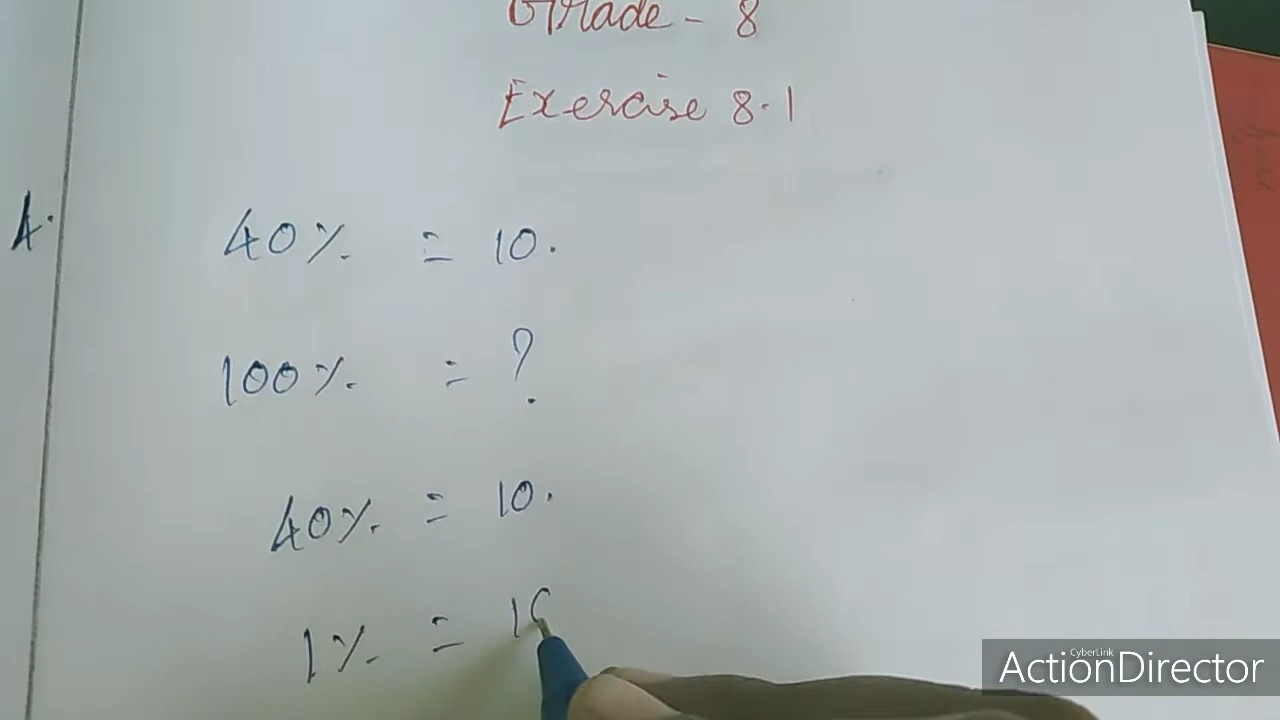 Grade - 8
Exercise 8.1
A.
40% = 10.
100% = ?
40% = 10.
1% = 10
CyberLink
ActionDirector